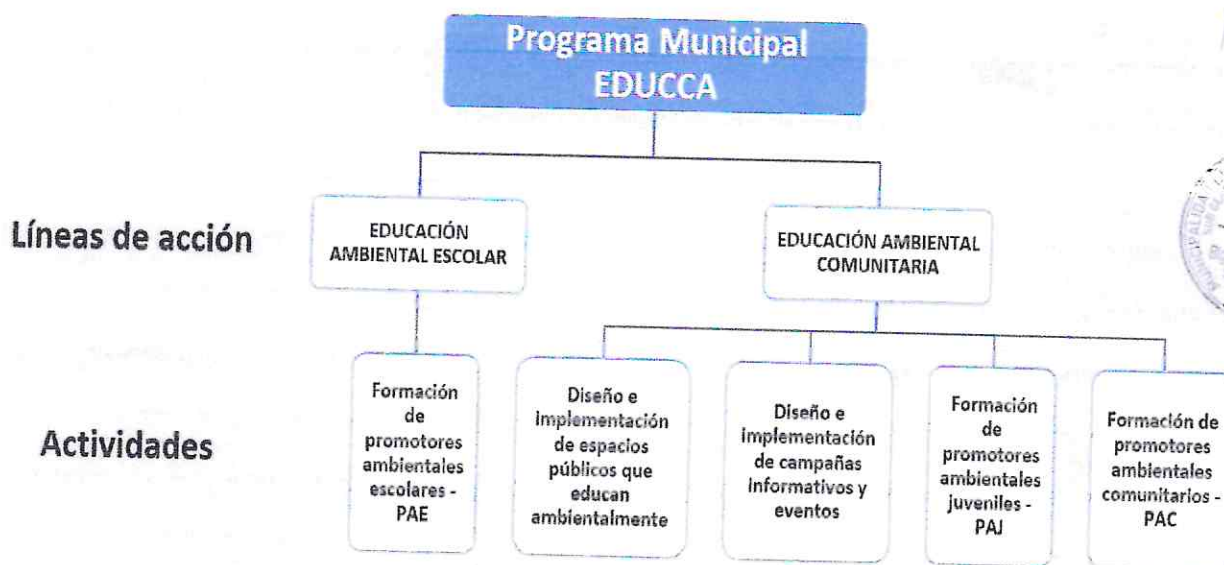 Programa Municipal
EDUCCA
Líneas de acción
EDUCACIÓN
AMBIENTAL ESCOLAR
EDUCACIÓN AMBIENTAL
COMUNITARIA
Actividades
Formación
de
promotores
ambientales
escolares -
PAE
Diseño e
implementación
de espacios
públicos que
educan
ambientalmente
Diseño e
implementación
de campañas
informativos y
eventos
Formación
de
promotores
ambientales
juveniles -
PAJ
Formación de
promotores
ambientales
comunitarios -
PAC